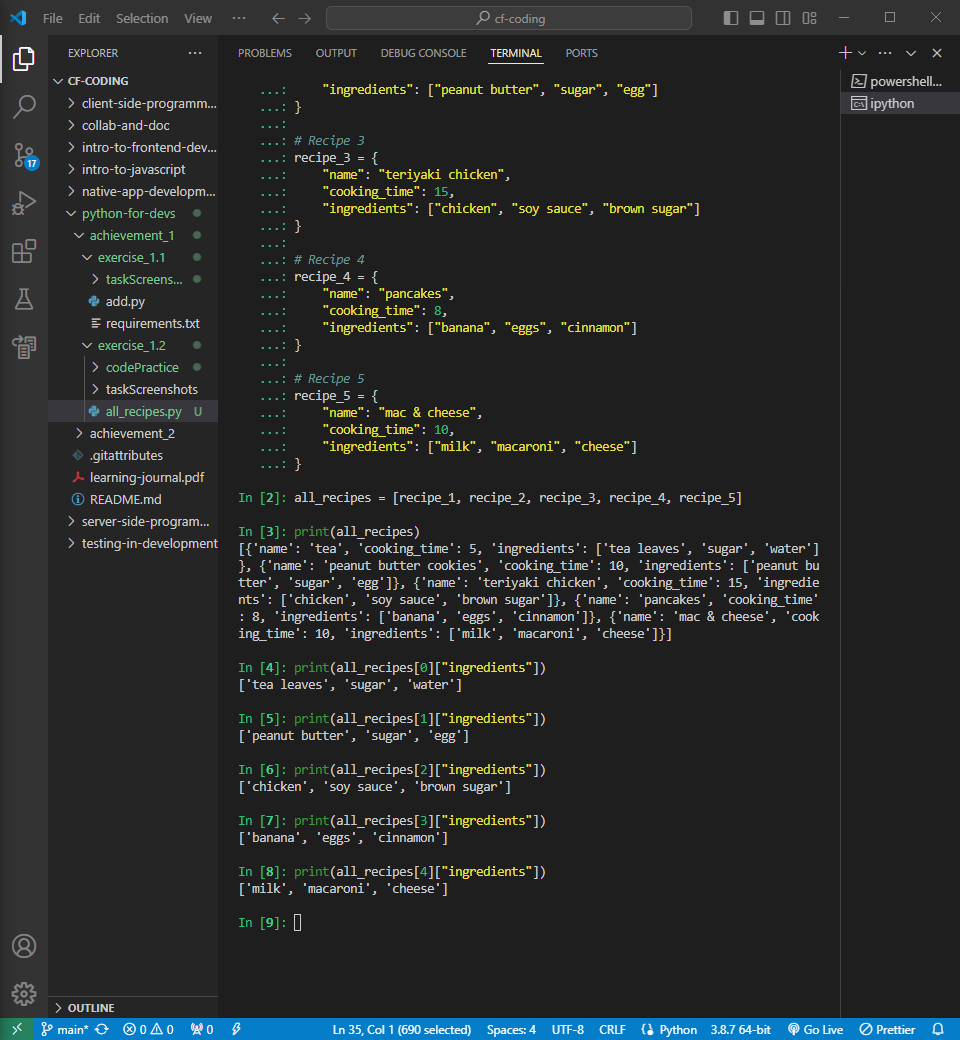 File Edit Selection View ··· cf-coding
EXPLORER ···
CF-CODING
client-side-programm...
collab-and-doc
intro-to-frontend-dev...
intro-to-javascript
native-app-developm...
python-for-devs
achievement_1
exercise_1.1
taskScreens...
add.py
requirements.txt
exercise_1.2
codePractice
taskScreenshots
all_recipes.py U
achievement_2
.gitattributes
learning-journal.pdf
README.md
server-side-program...
testing-in-development
OUTLINE
17
PROBLEMS OUTPUT DEBUG CONSOLE TERMINAL PORTS
powershell...
ipython
...:     "ingredients": ["peanut butter", "sugar", "egg"]
...: }
...:
...: # Recipe 3
...: recipe_3 = {
...:     "name": "teriyaki chicken",
...:     "cooking_time": 15,
...:     "ingredients": ["chicken", "soy sauce", "brown sugar"]
...: }
...:
...: # Recipe 4
...: recipe_4 = {
...:     "name": "pancakes",
...:     "cooking_time": 8,
...:     "ingredients": ["banana", "eggs", "cinnamon"]
...: }
...:
...: # Recipe 5
...: recipe_5 = {
...:     "name": "mac & cheese",
...:     "cooking_time": 10,
...:     "ingredients": ["milk", "macaroni", "cheese"]
...: }
In [2]: all_recipes = [recipe_1, recipe_2, recipe_3, recipe_4, recipe_5]
In [3]: print(all_recipes)
[{'name': 'tea', 'cooking_time': 5, 'ingredients': ['tea leaves', 'sugar', 'water']
}, {'name': 'peanut butter cookies', 'cooking_time': 10, 'ingredients': ['peanut bu
tter', 'sugar', 'egg']}, {'name': 'teriyaki chicken', 'cooking_time': 15, 'ingredie
nts': ['chicken', 'soy sauce', 'brown sugar']}, {'name': 'pancakes', 'cooking_time'
: 8, 'ingredients': ['banana', 'eggs', 'cinnamon']}, {'name': 'mac & cheese', 'cook
ing_time': 10, 'ingredients': ['milk', 'macaroni', 'cheese']}]
In [4]: print(all_recipes[0]["ingredients"])
['tea leaves', 'sugar', 'water']
In [5]: print(all_recipes[1]["ingredients"])
['peanut butter', 'sugar', 'egg']
In [6]: print(all_recipes[2]["ingredients"])
['chicken', 'soy sauce', 'brown sugar']
In [7]: print(all_recipes[3]["ingredients"])
['banana', 'eggs', 'cinnamon']
In [8]: print(all_recipes[4]["ingredients"])
['milk', 'macaroni', 'cheese']
In [9]:
main* 0 0 0 Ln 35, Col 1 (690 selected) Spaces: 4 UTF-8 CRLF Python 3.8.7 64-bit Go Live Prettier